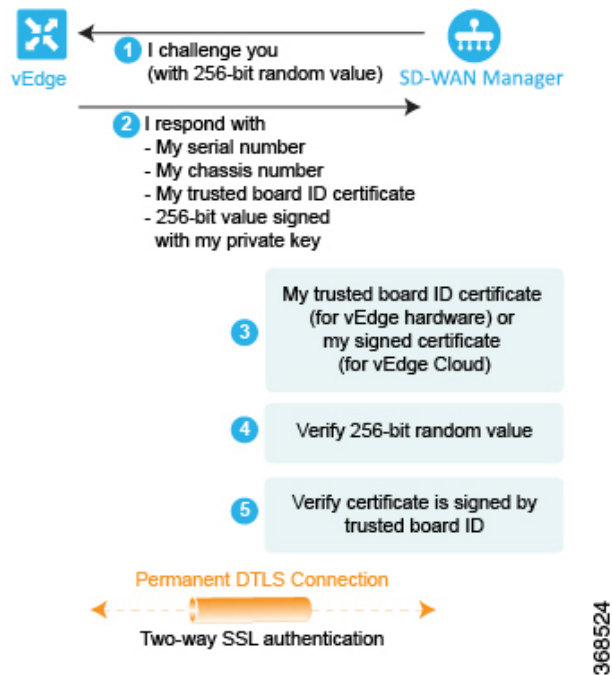 vEdge
1 I challenge you
(with 256-bit random value)
SD-WAN Manager
2 I respond with
- My serial number
- My chassis number
- My trusted board ID certificate
- 256-bit value signed
with my private key
3 My trusted board ID certificate
(for vEdge hardware) or
my signed certificate
(for vEdge Cloud)
4 Verify 256-bit random value
5 Verify certificate is signed by
trusted board ID
Permanent DTLS Connection
Two-way SSL authentication
368524